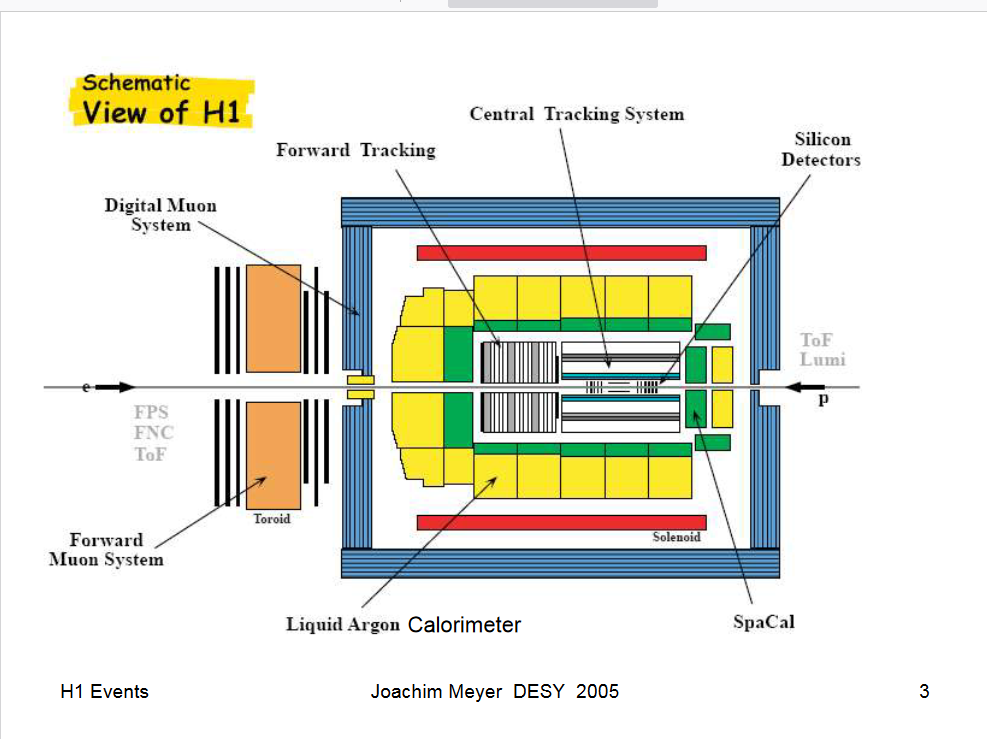 Schematic
View of H1
Central Tracking System
Forward Tracking
Silicon
Detectors
Digital Muon
System
ToF
Lumi
e
p
FPS
FNC
ToF
Toroid
Solenoid
Forward
Muon System
Liquid Argon Calorimeter
SpaCal
H1 Events
Joachim Meyer DESY 2005
3